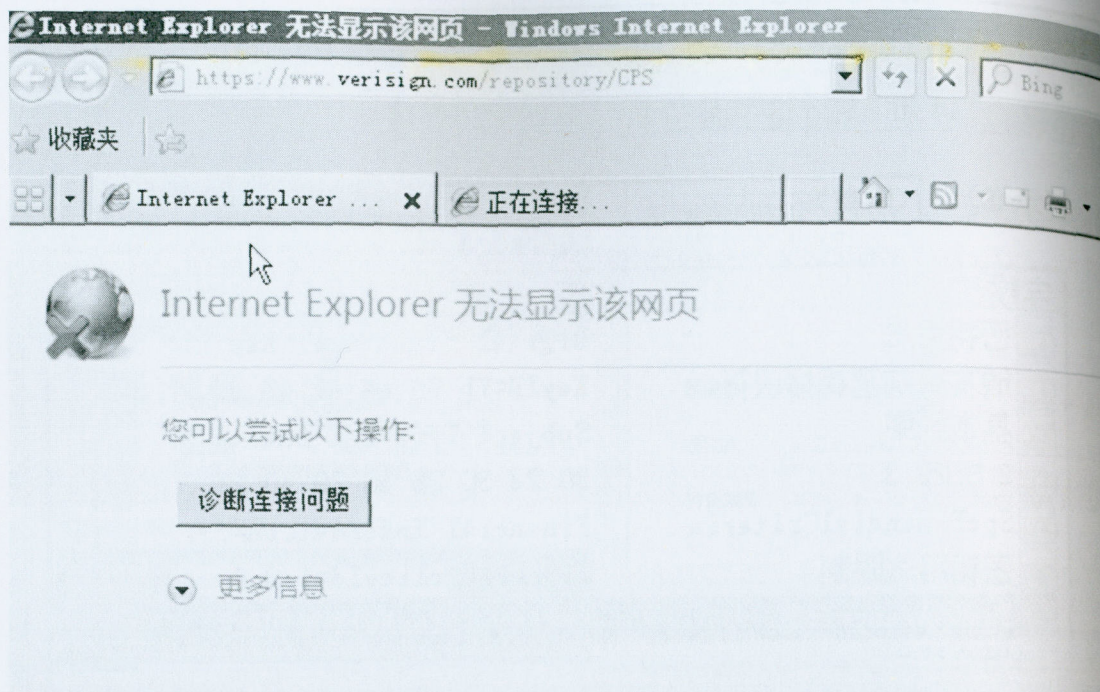 Internet Explorer 无法显示该网页 - Windows Internet Explorer
https://www.verisign.com/repository/CPS
Bing
收藏夹
Internet Explorer ...
正在连接...
Internet Explorer 无法显示该网页
您可以尝试以下操作:
诊断连接问题
更多信息